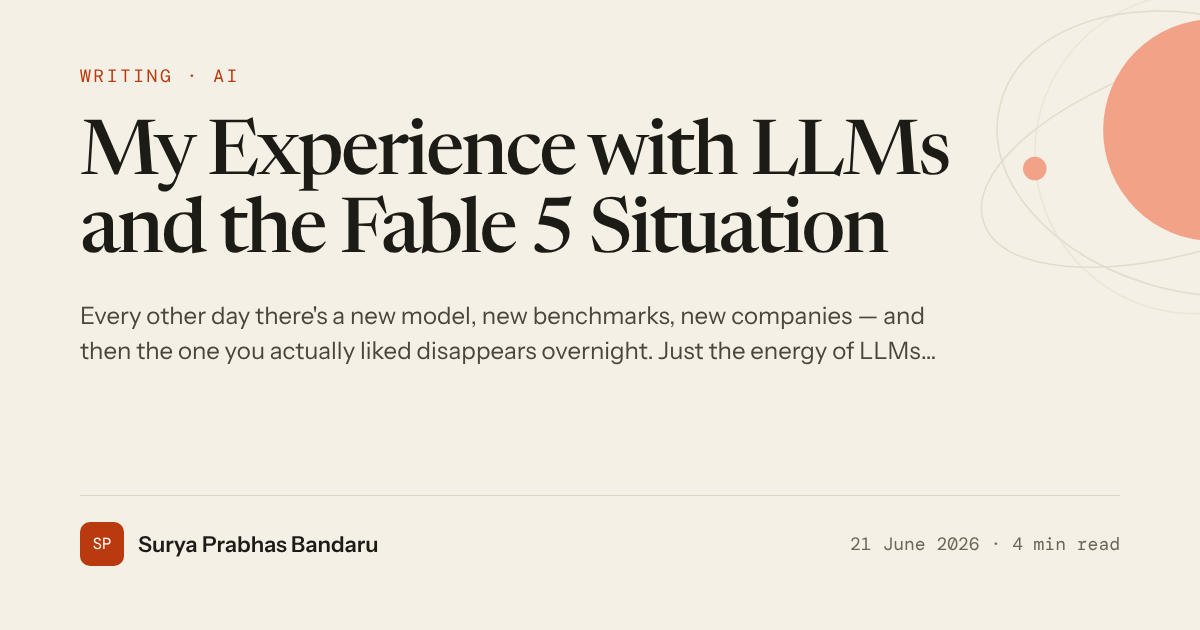 WRITING · AI
My Experience with LLMs
and the Fable 5 Situation
Every other day there's a new model, new benchmarks, new companies — and
then the one you actually liked disappears overnight. Just the energy of LLMs...
SP
Surya Prabhas Bandaru
21 June 2026 · 4 min read